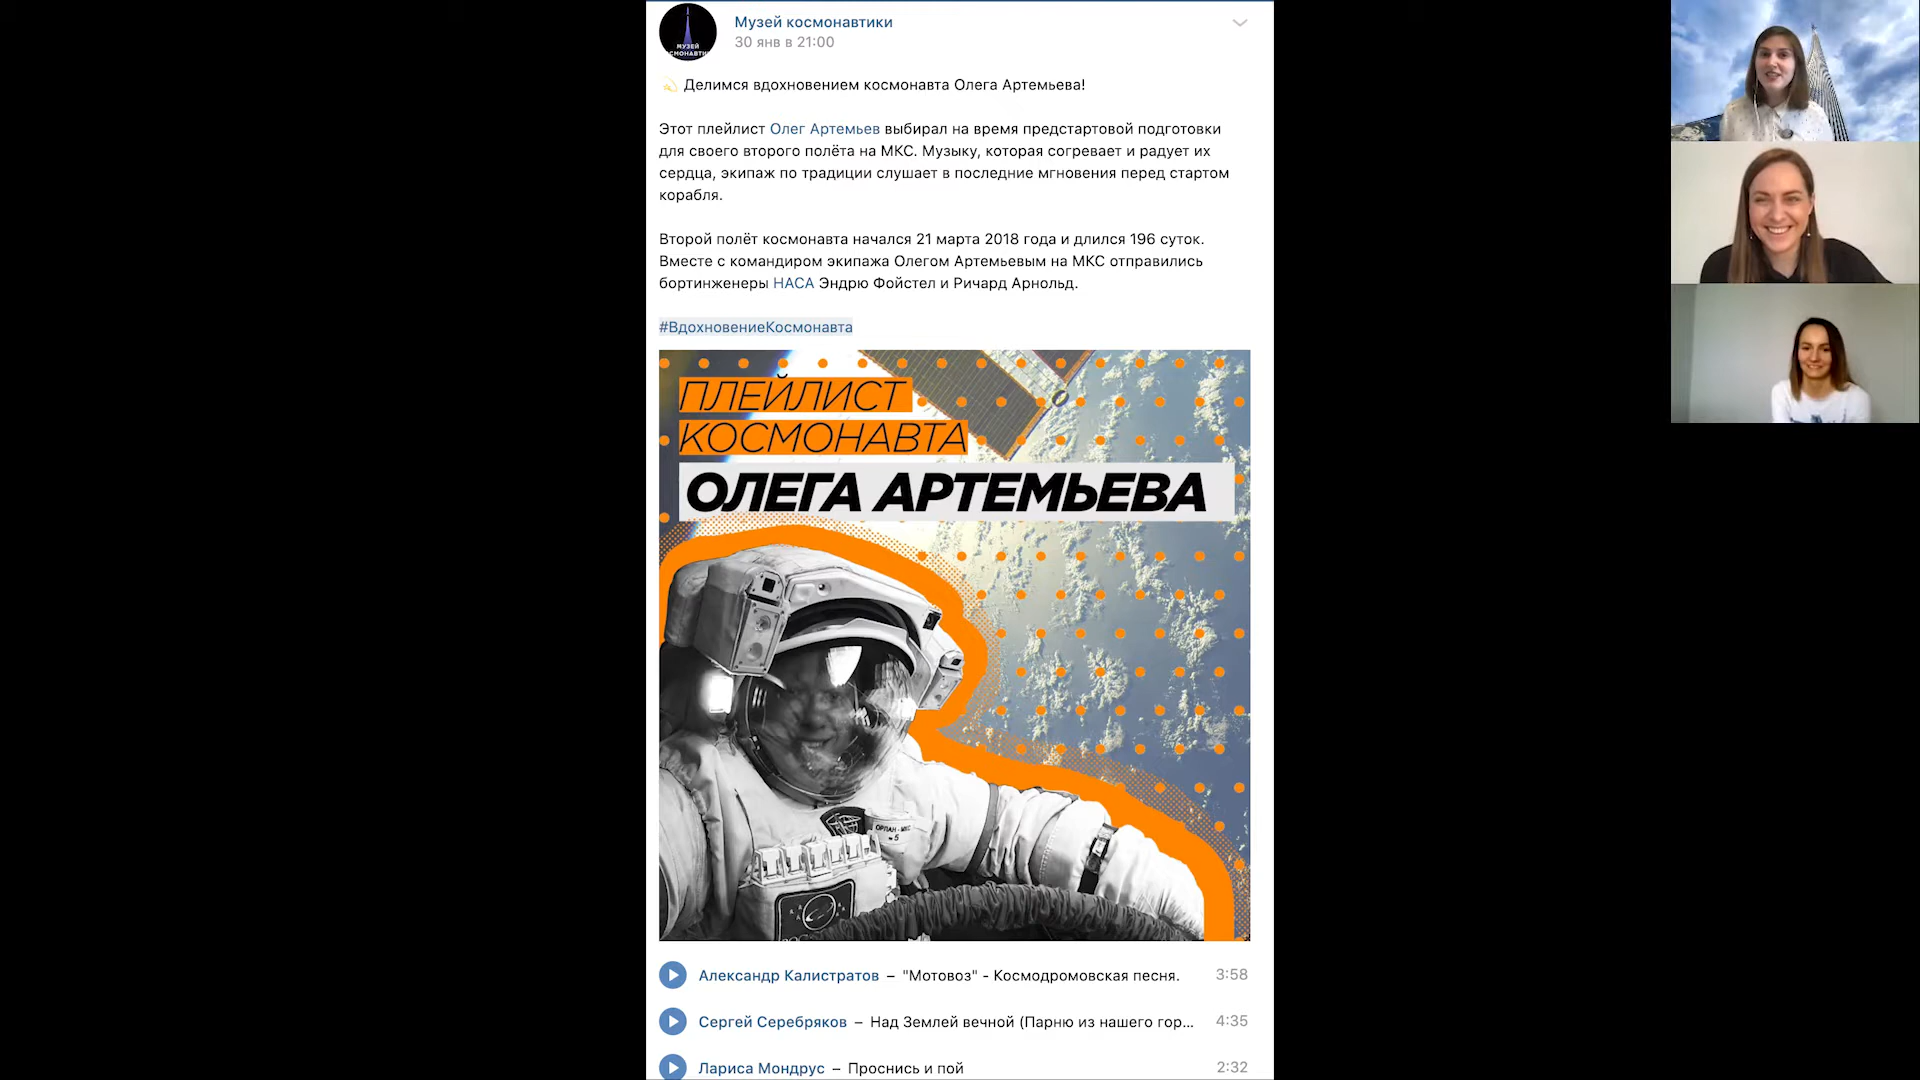 Музей космонавтики
30 янв в 21:00
МУЗЕЙ
Делимся вдохновением космонавта Олега Артемьева!
Этот плейлист Олег Артемьев выбирал на время предстартовой подготовки
для своего второго полёта на МКС. Музыку, которая согревает и радует их
сердца, экипаж по традиции слушает в последние мгновения перед стартом
корабля.
Второй полёт космонавта начался 21 марта 2018 года и длился 196 суток.
Вместе с командиром экипажа Олегом Артемьевым на МКС отправились
бортинженеры НАСА Эндрю Фойстел и Ричард Арнольд.
#ВдохновениеКосмонавта
ПЛЕЙЛИСТ
КОСМОНАВТА
ОЛЕГА АРТЕМЬЕВА
ОРЛАН-МКС
5
Александр Калистратов – "Мотовоз" - Космодромовская песня. 3:58
Сергей Серебряков – Над Землей вечной (Парню из нашего гор... 4:35
Лариса Мондрус – Проснись и пой 2:32